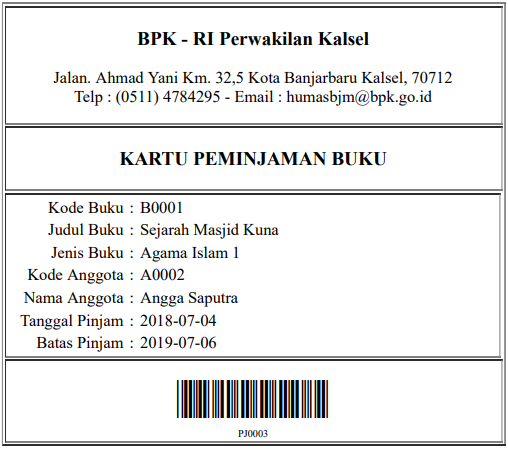 BPK - RI Perwakilan Kalsel
Jalan. Ahmad Yani Km. 32,5 Kota Banjarbaru Kalsel, 70712
Telp : (0511) 4784295 - Email : humasbjm@bpk.go.id
KARTU PEMINJAMAN BUKU
Kode Buku : B0001
Judul Buku : Sejarah Masjid Kuna
Jenis Buku : Agama Islam 1
Kode Anggota : A0002
Nama Anggota : Angga Saputra
Tanggal Pinjam : 2018-07-04
Batas Pinjam : 2019-07-06
PJ0003